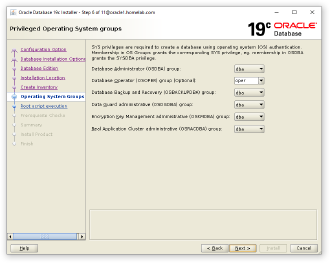 Oracle Database 19c Installer - Step 6 of 11@oracle1.homelab.com
Privileged Operating System groups
19c ORACLE
Database
Configuration Option
Database Installation Options
Database Edition
Installation Location
Create Inventory
Operating System Groups
Root script execution
Prerequisite Checks
Summary
Install Product
Finish
SYS privileges are required to create a database using operating system (OS) authentication.
Membership in OS Groups grants the corresponding SYS privilege, eg. membership in OSDBA
grants the SYSDBA privilege.
Database Administrator (OSDBA) group: dba
Database Operator (OSOPER) group (Optional): oper
Database Backup and Recovery (OSBACKUPDBA) group: dba
Data Guard administrative (OSDGDBA) group: dba
Encryption Key Management administrative (OSKMDBA) group: dba
Real Application Cluster administrative (OSRACDBA) group: dba
Help
< Back
Next >
Install
Cancel